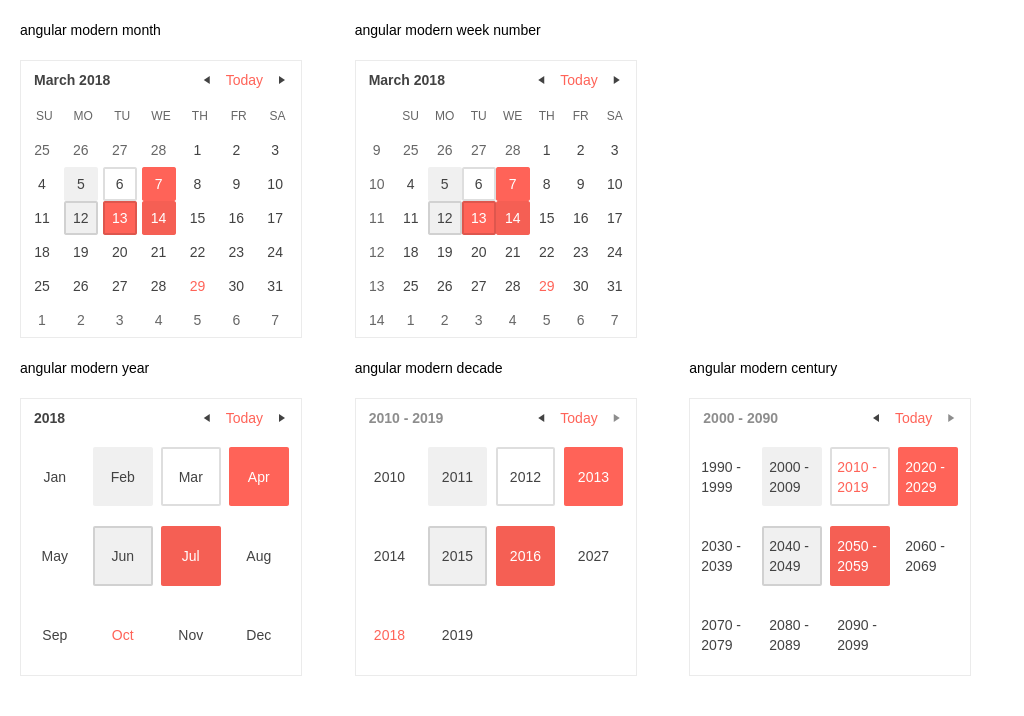 angular modern month
March 2018 ◄ Today ►
SU MO TU WE TH FR SA
25 26 27 28 1 2 3
4 5 6 7 8 9 10
11 12 13 14 15 16 17
18 19 20 21 22 23 24
25 26 27 28 29 30 31
1 2 3 4 5 6 7
angular modern week number
March 2018 ◄ Today ►
SU MO TU WE TH FR SA
9 25 26 27 28 1 2 3
10 4 5 6 7 8 9 10
11 11 12 13 14 15 16 17
12 18 19 20 21 22 23 24
13 25 26 27 28 29 30 31
14 1 2 3 4 5 6 7
angular modern year
2018 ◄ Today ►
Jan Feb Mar Apr
May Jun Jul Aug
Sep Oct Nov Dec
angular modern decade
2010 - 2019 ◄ Today ►
2010 2011 2012 2013
2014 2015 2016 2027
2018 2019
angular modern century
2000 - 2090 ◄ Today ►
1990 - 2000 - 2010 - 2020 -
1999 2009 2019 2029
2030 - 2040 - 2050 - 2060 -
2039 2049 2059 2069
2070 - 2080 - 2090 -
2079 2089 2099